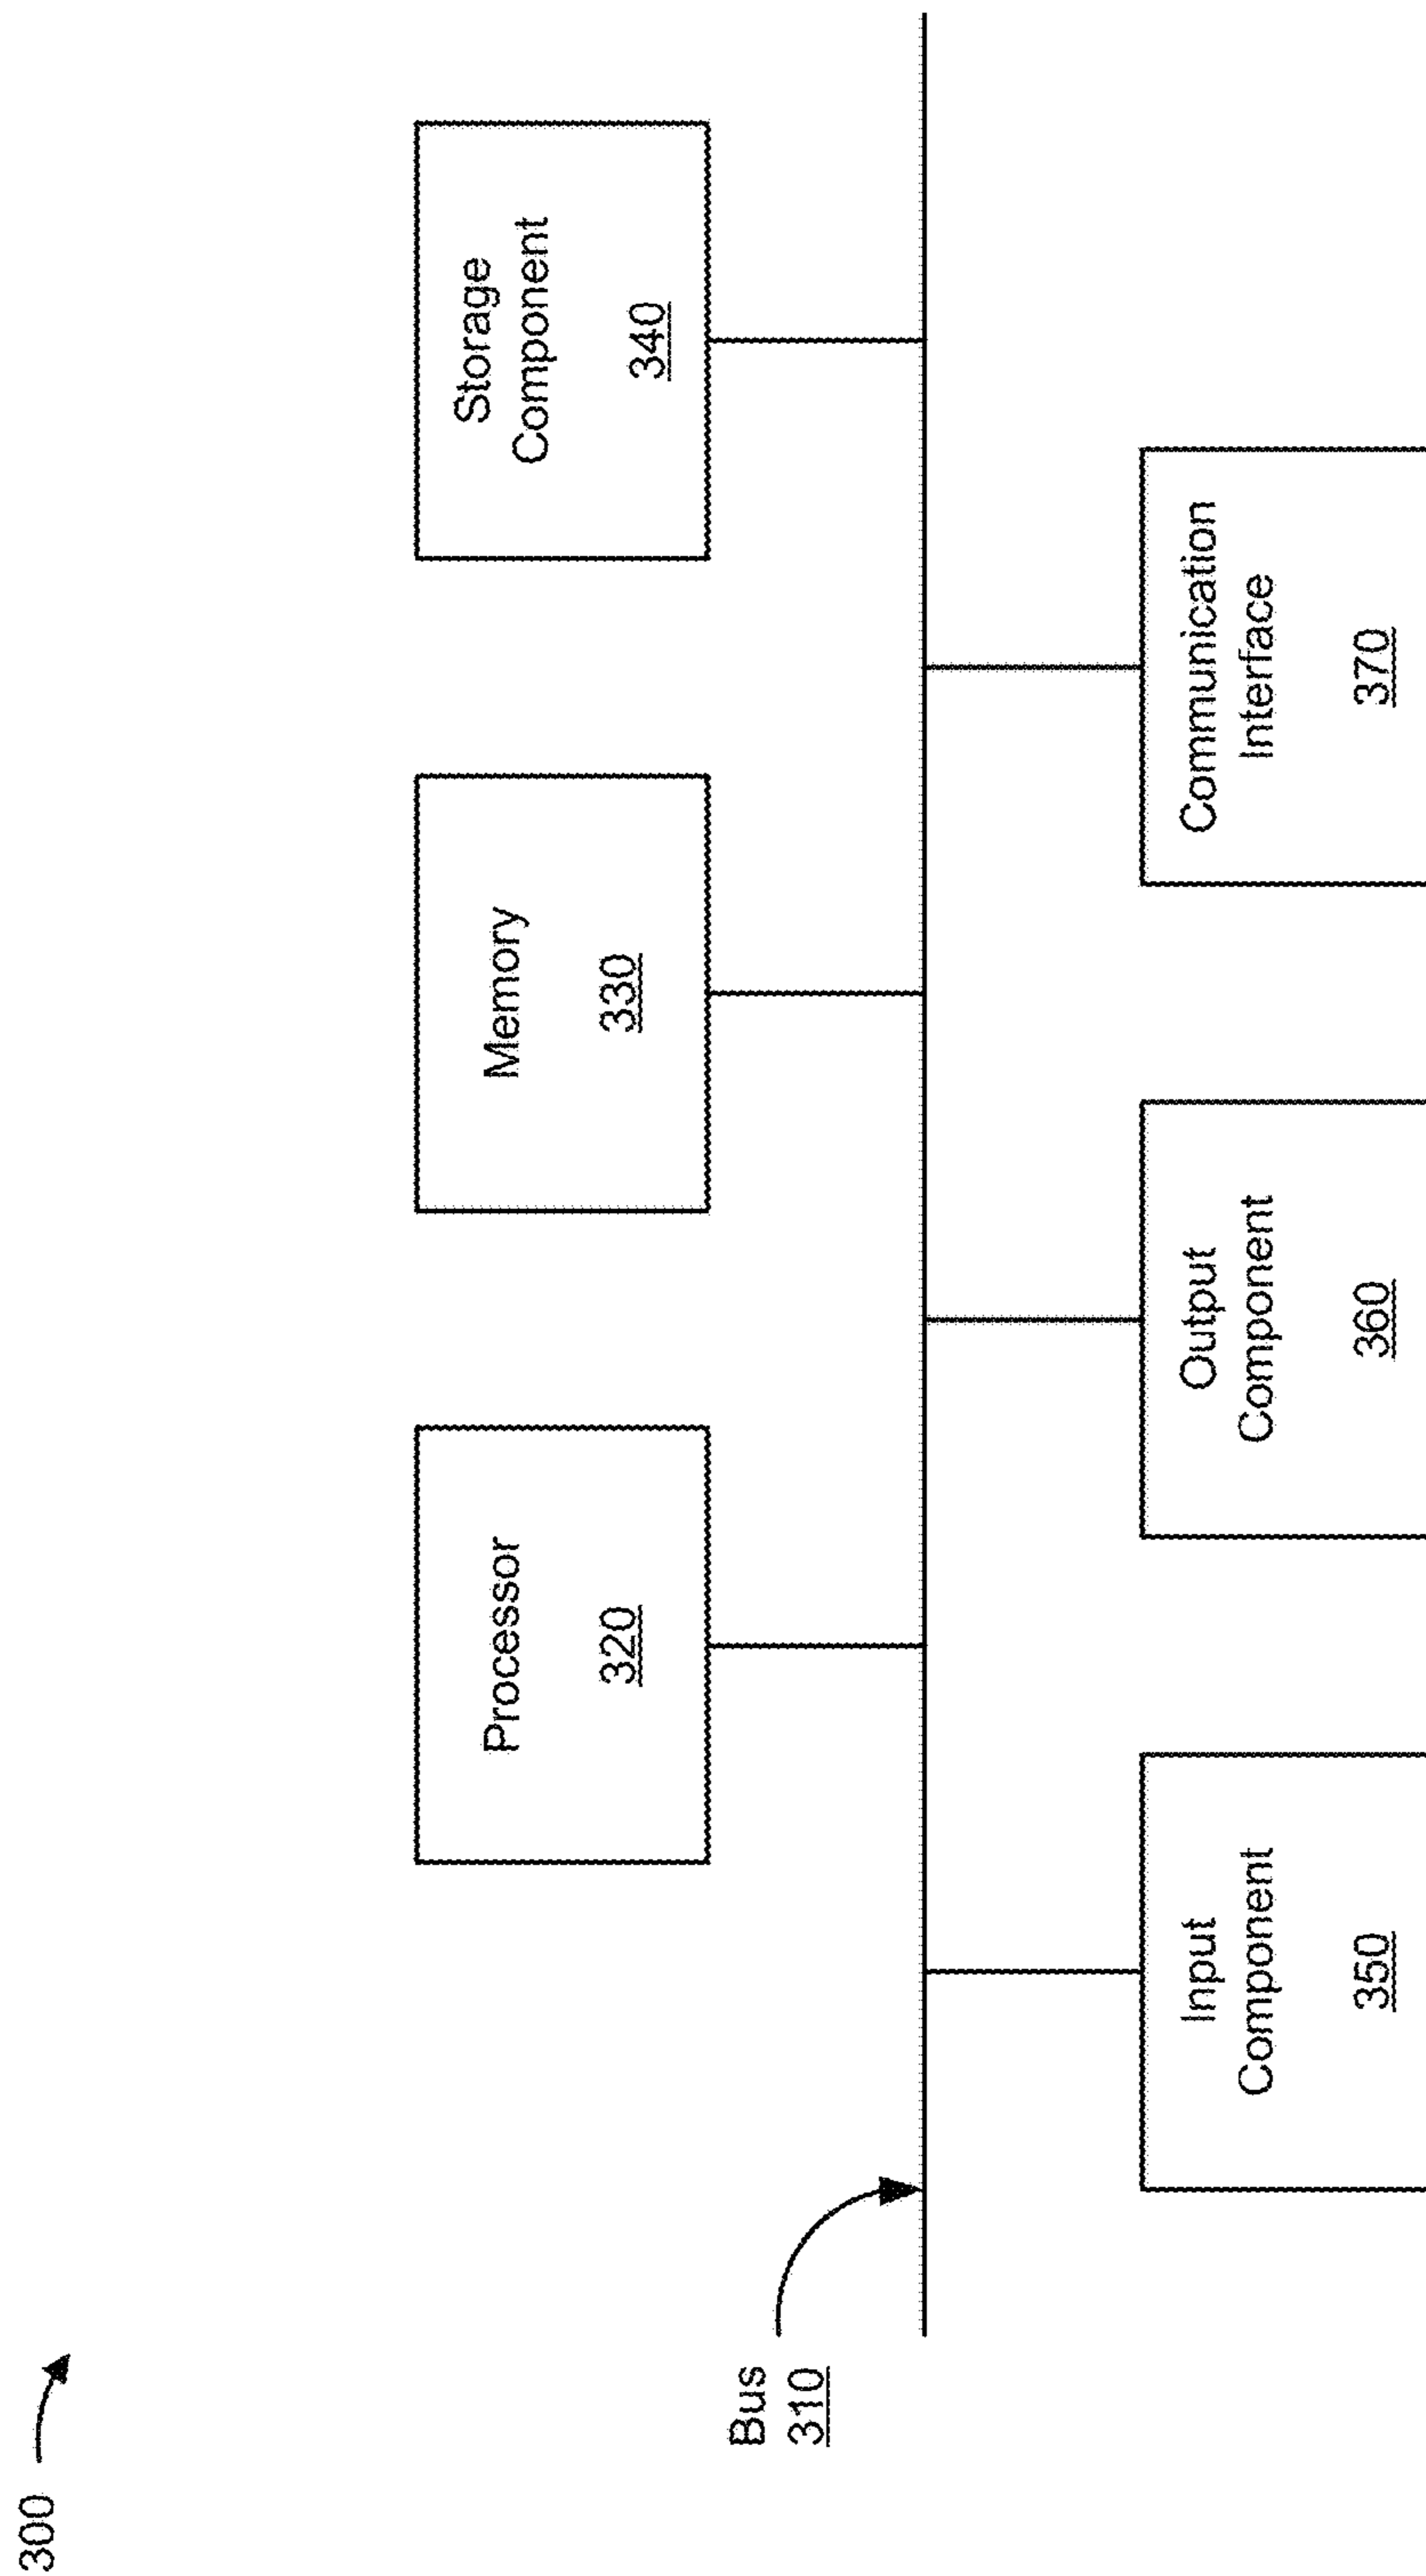 300
Processor
320
Memory
330
Storage
Component
340
Bus
310
Input
Component
350
Output
Component
360
Communication
Interface
370